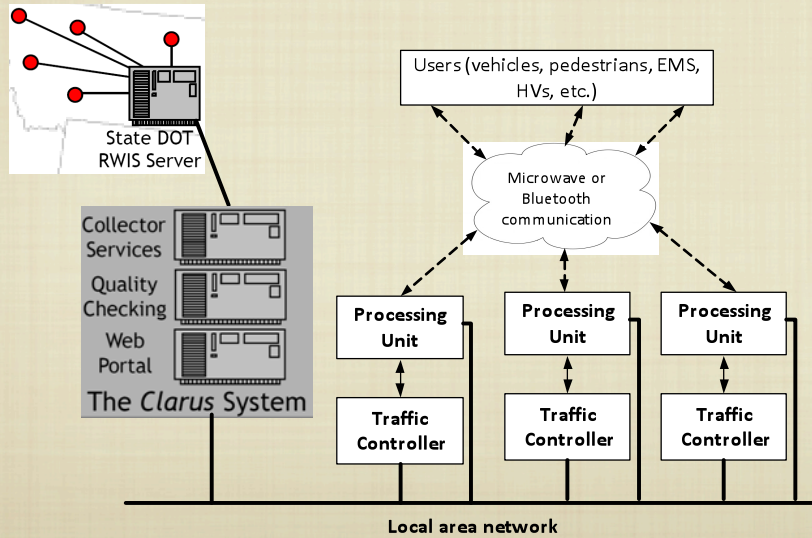 State DOT
RWIS Server
Collector
Services
Quality
Checking
Web
Portal
The Clarus System
Users (vehicles, pedestrians, EMS,
HVs, etc.)
Microwave or
Bluetooth
communication
Processing
Unit
Processing
Unit
Processing
Unit
Traffic
Controller
Traffic
Controller
Traffic
Controller
Local area network